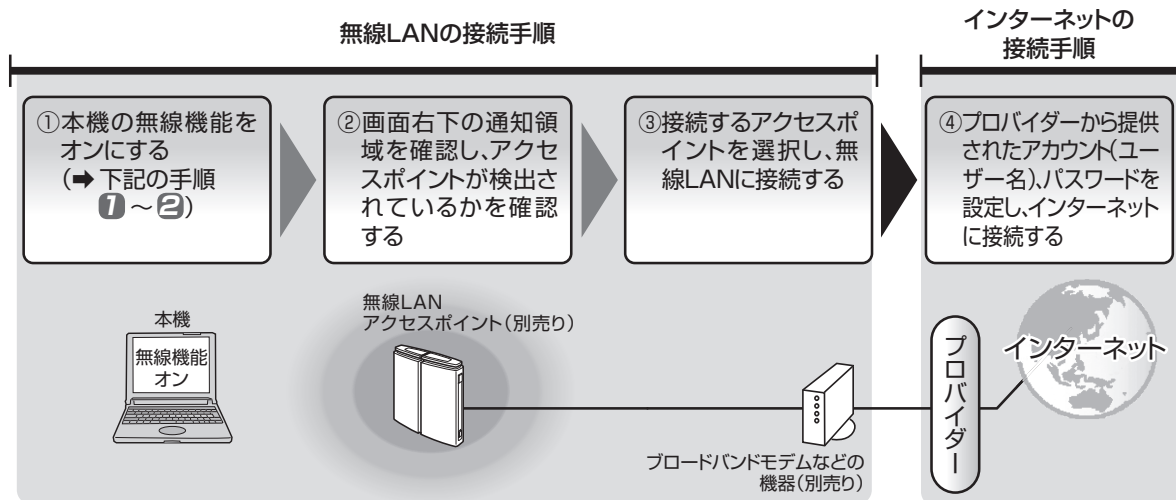 無線LANの接続手順
インターネットの
接続手順
①本機の無線機能を
オンにする
(➡下記の手順
1～2)
②画面右下の通知領
域を確認し、アクセ
スポイントが検出さ
れているかを確認
する
③接続するアクセスポ
イントを選択し、無
線LANに接続する
④プロバイダーから提供
されたアカウント(ユー
ザー名)、パスワードを
設定し、インターネット
に接続する
本機
無線機能
オン
無線LAN
アクセスポイント(別売り)
ブロードバンドモデムなどの
機器(別売り)
プロバイダー
インターネット